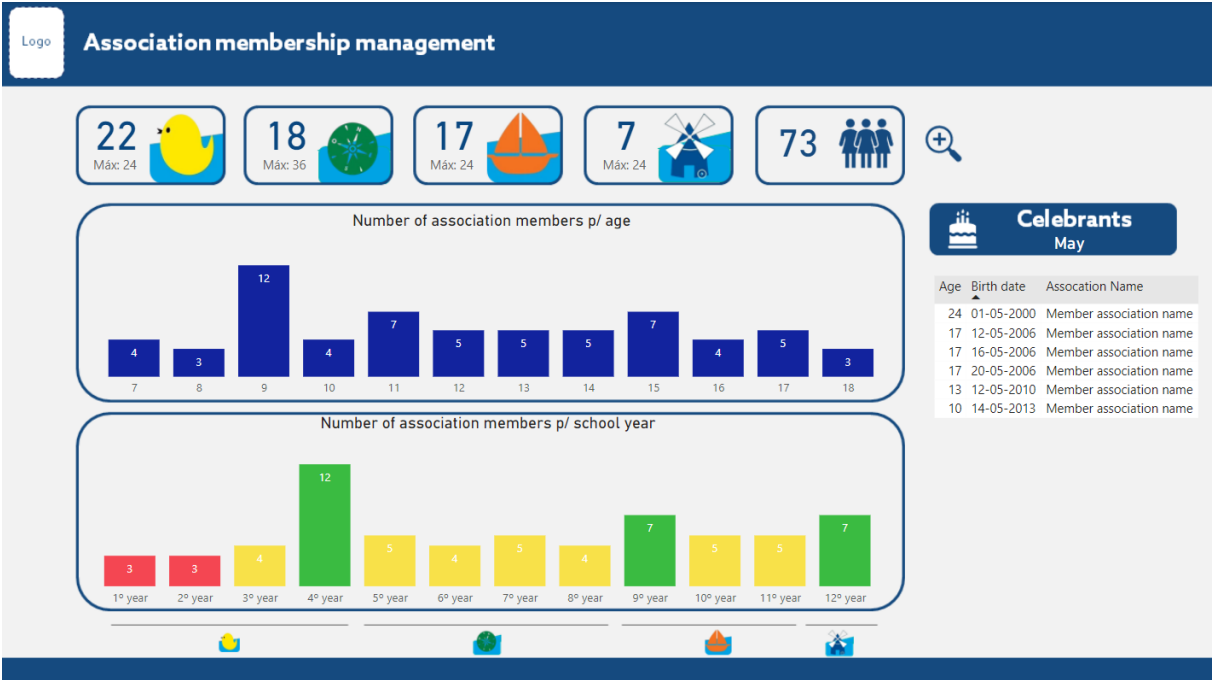 Logo
Association membership management
22
Máx: 24
18
Máx: 36
17
Máx: 24
7
Máx: 24
73
Number of association members p/ age
4 3 12 4 7 5 5 5 7 4 5 3
7 8 9 10 11 12 13 14 15 16 17 18
Number of association members p/ school year
3 3 4 12 5 4 5 4 7 5 5 7
1º year 2º year 3º year 4º year 5º year 6º year 7º year 8º year 9º year 10º year 11º year 12º year
Celebrants
May
Age Birth date Assocation Name
24 01-05-2000 Member association name
17 12-05-2006 Member association name
17 16-05-2006 Member association name
17 20-05-2006 Member association name
13 12-05-2010 Member association name
10 14-05-2013 Member association name